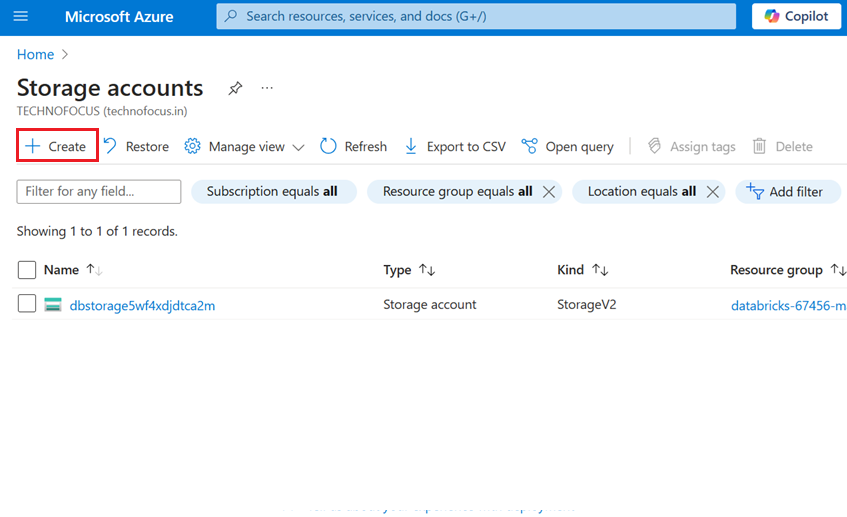 Microsoft Azure Search resources, services, and docs (G+/) Copilot
Home
Storage accounts ...
TECHNOFOCUS (technofocus.in)
Create Restore Manage view Refresh Export to CSV Open query Assign tags Delete
Filter for any field... Subscription equals all Resource group equals all Location equals all Add filter
Showing 1 to 1 of 1 records.
Name Type Kind Resource group
dbstorage5wf4xdjdtca2m Storage account StorageV2 databricks-67456-m